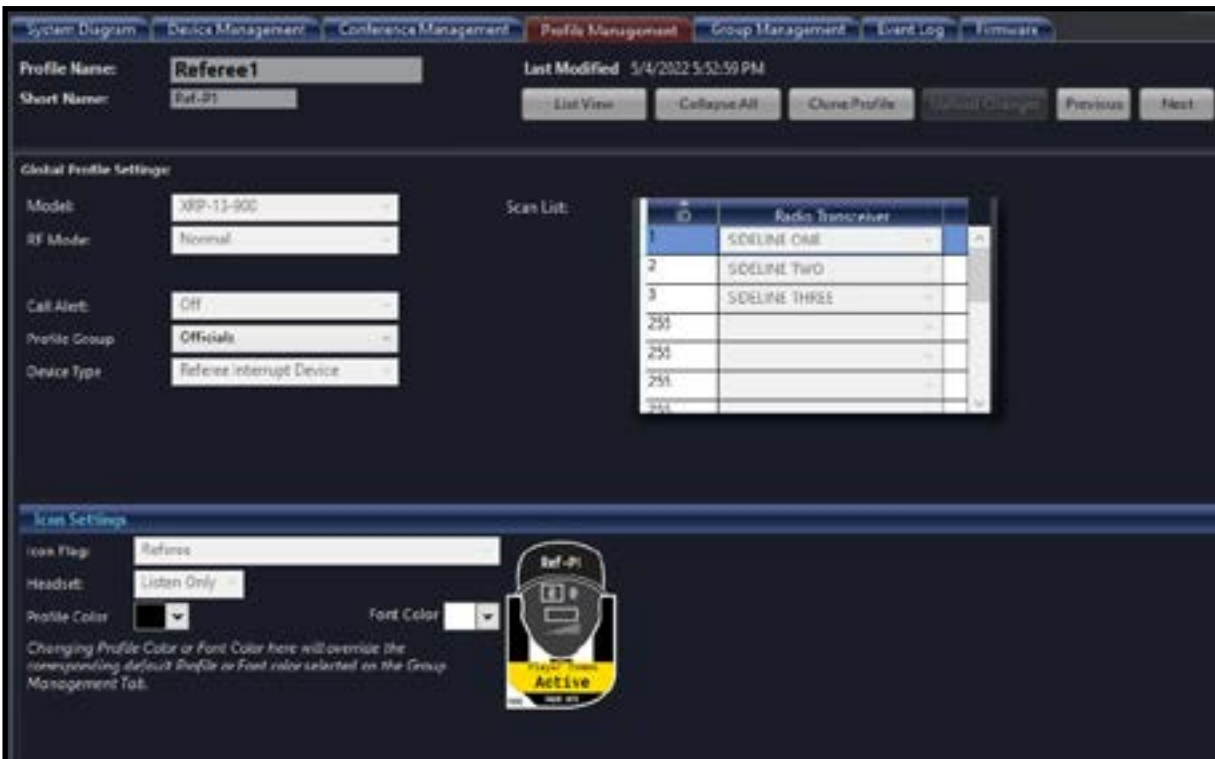 System Diagram Device Management Conference Management Profile Management Group Management Event Log Firmware
Profile Name: Referee1 Last Modified 5/4/2022 5:52:59 PM
Short Name: Ref-P1
List View Collapse All Clone Profile Previous Next
Global Profile Settings:
Model: XRP-13-900 Scan List: ID Radio Transceiver
RF Mode: Normal 1 SIDELINE ONE
2 SIDELINE TWO
Call Alert: Off 3 SIDELINE THREE
Profile Group Officials 255
Device Type Referee Interrupt Device 255
255
255
Icon Settings
Icon Flag: Referee
Headset: Listen Only
Profile Color Font Color
Changing Profile Color or Font Color here will override the
corresponding default Profile or Font color selected on the Group
Management Tab.
Ref-P1
Active